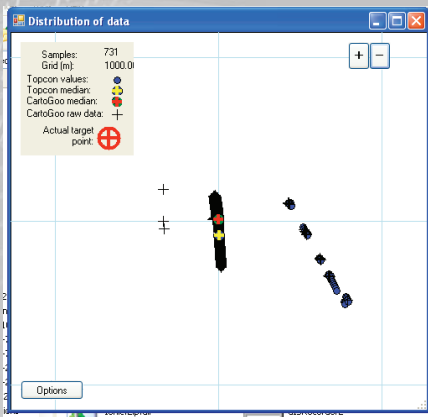 Distribution of data
Samples: 731
Grid (m): 1000.00
Topcon values:
Topcon median:
CartoGoo median:
CartoGoo raw data:
Actual target
point:
+ −
Options